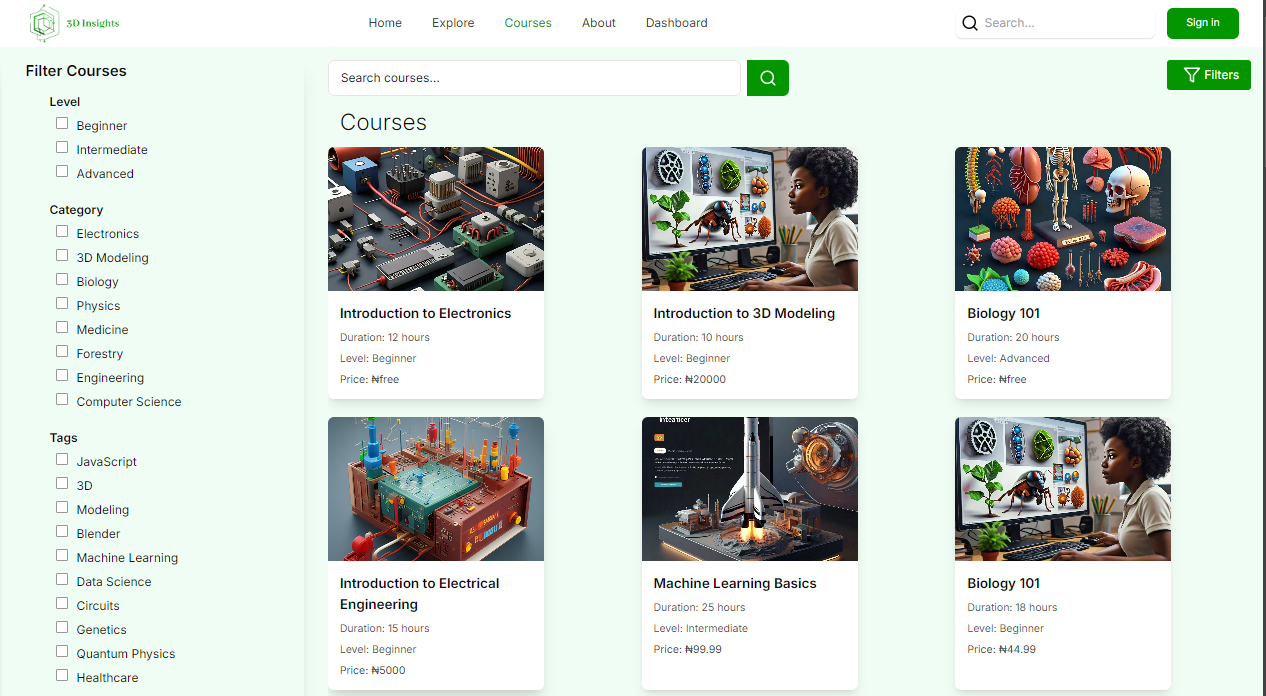 3D Insights
Home
Explore
Courses
About
Dashboard
Search...
Sign in
Filter Courses
Level
Beginner
Intermediate
Advanced
Category
Electronics
3D Modeling
Biology
Physics
Medicine
Forestry
Engineering
Computer Science
Tags
JavaScript
3D
Modeling
Blender
Machine Learning
Data Science
Circuits
Genetics
Quantum Physics
Healthcare
Search courses...
Filters
Courses
Introduction to Electronics
Duration: 12 hours
Level: Beginner
Price: ₦free
Introduction to 3D Modeling
Duration: 10 hours
Level: Beginner
Price: ₦20000
Biology 101
Duration: 20 hours
Level: Advanced
Price: ₦free
Introduction to Electrical
Engineering
Duration: 15 hours
Level: Beginner
Price: ₦5000
Machine Learning Basics
Duration: 25 hours
Level: Intermediate
Price: ₦99.99
Biology 101
Duration: 18 hours
Level: Beginner
Price: ₦44.99